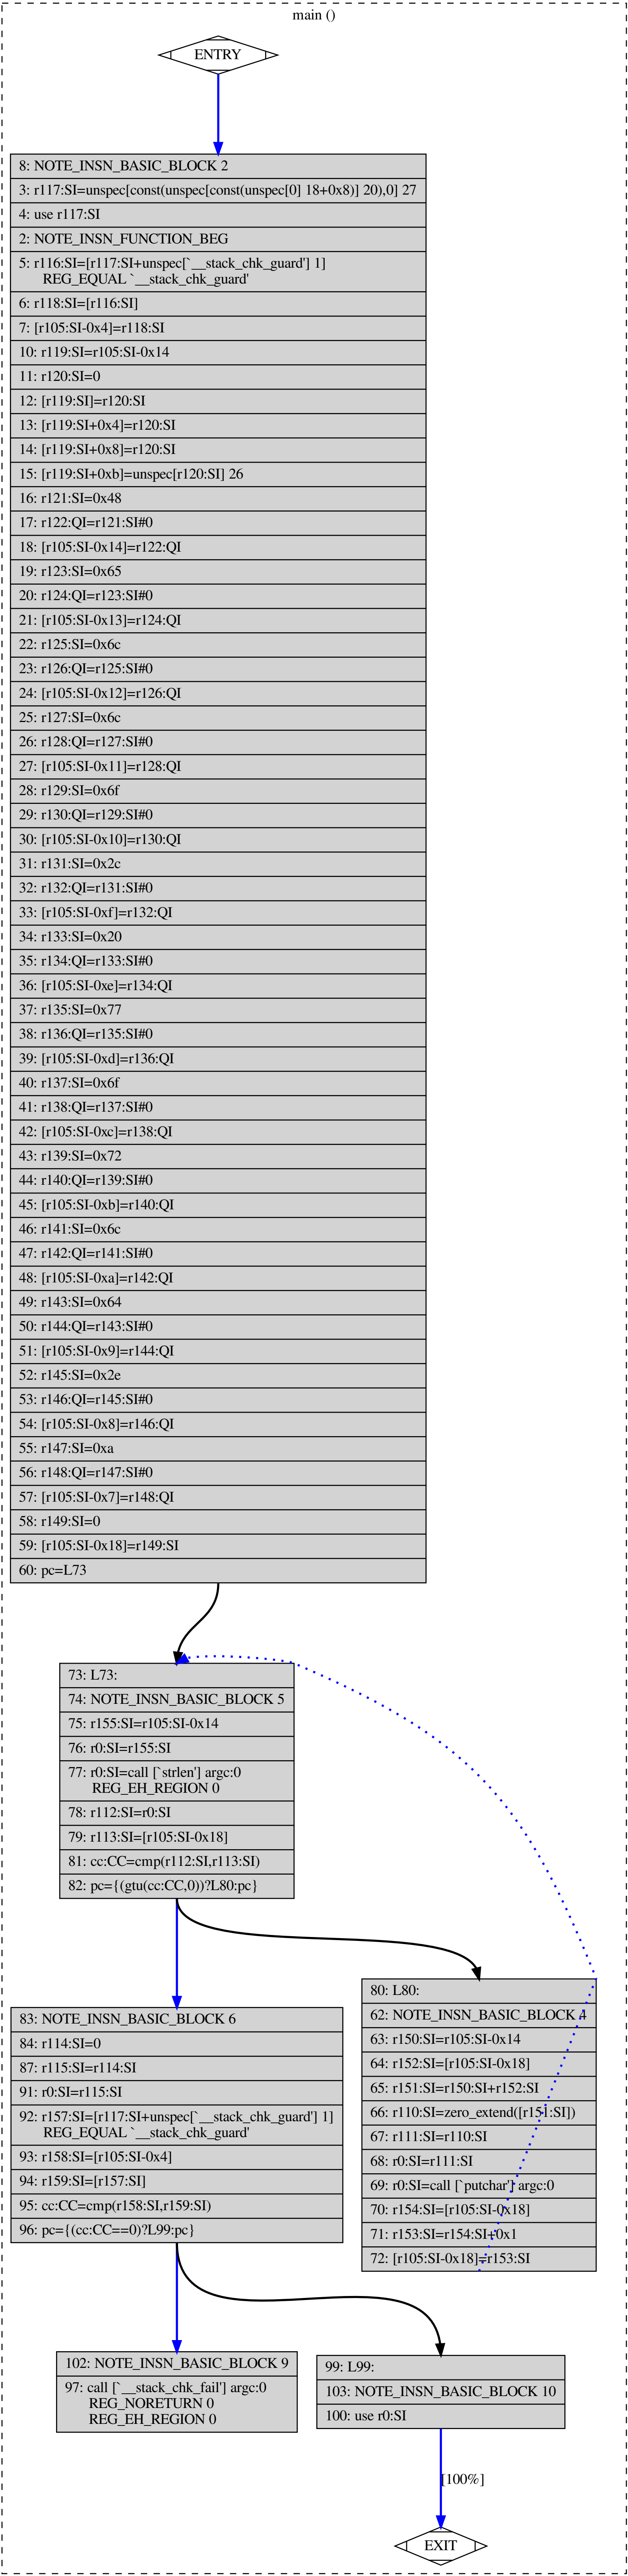 main ()
ENTRY
8: NOTE_INSN_BASIC_BLOCK 2
3: r117:SI=unspec[const(unspec[const(unspec[0] 18+0x8)] 20),0] 27
4: use r117:SI
2: NOTE_INSN_FUNCTION_BEG
5: r116:SI=[r117:SI+unspec[`__stack_chk_guard'] 1]
REG_EQUAL `__stack_chk_guard'
6: r118:SI=[r116:SI]
7: [r105:SI-0x4]=r118:SI
10: r119:SI=r105:SI-0x14
11: r120:SI=0
12: [r119:SI]=r120:SI
13: [r119:SI+0x4]=r120:SI
14: [r119:SI+0x8]=r120:SI
15: [r119:SI+0xb]=unspec[r120:SI] 26
16: r121:SI=0x48
17: r122:QI=r121:SI#0
18: [r105:SI-0x14]=r122:QI
19: r123:SI=0x65
20: r124:QI=r123:SI#0
21: [r105:SI-0x13]=r124:QI
22: r125:SI=0x6c
23: r126:QI=r125:SI#0
24: [r105:SI-0x12]=r126:QI
25: r127:SI=0x6c
26: r128:QI=r127:SI#0
27: [r105:SI-0x11]=r128:QI
28: r129:SI=0x6f
29: r130:QI=r129:SI#0
30: [r105:SI-0x10]=r130:QI
31: r131:SI=0x2c
32: r132:QI=r131:SI#0
33: [r105:SI-0xf]=r132:QI
34: r133:SI=0x20
35: r134:QI=r133:SI#0
36: [r105:SI-0xe]=r134:QI
37: r135:SI=0x77
38: r136:QI=r135:SI#0
39: [r105:SI-0xd]=r136:QI
40: r137:SI=0x6f
41: r138:QI=r137:SI#0
42: [r105:SI-0xc]=r138:QI
43: r139:SI=0x72
44: r140:QI=r139:SI#0
45: [r105:SI-0xb]=r140:QI
46: r141:SI=0x6c
47: r142:QI=r141:SI#0
48: [r105:SI-0xa]=r142:QI
49: r143:SI=0x64
50: r144:QI=r143:SI#0
51: [r105:SI-0x9]=r144:QI
52: r145:SI=0x2e
53: r146:QI=r145:SI#0
54: [r105:SI-0x8]=r146:QI
55: r147:SI=0xa
56: r148:QI=r147:SI#0
57: [r105:SI-0x7]=r148:QI
58: r149:SI=0
59: [r105:SI-0x18]=r149:SI
60: pc=L73
73: L73:
74: NOTE_INSN_BASIC_BLOCK 5
75: r155:SI=r105:SI-0x14
76: r0:SI=r155:SI
77: r0:SI=call [`strlen'] argc:0
REG_EH_REGION 0
78: r112:SI=r0:SI
79: r113:SI=[r105:SI-0x18]
81: cc:CC=cmp(r112:SI,r113:SI)
82: pc={(gtu(cc:CC,0))?L80:pc}
80: L80:
62: NOTE_INSN_BASIC_BLOCK 4
63: r150:SI=r105:SI-0x14
64: r152:SI=[r105:SI-0x18]
65: r151:SI=r150:SI+r152:SI
66: r110:SI=zero_extend([r151:SI])
67: r111:SI=r110:SI
68: r0:SI=r111:SI
69: r0:SI=call [`putchar'] argc:0
70: r154:SI=[r105:SI-0x18]
71: r153:SI=r154:SI+0x1
72: [r105:SI-0x18]=r153:SI
83: NOTE_INSN_BASIC_BLOCK 6
84: r114:SI=0
87: r115:SI=r114:SI
91: r0:SI=r115:SI
92: r157:SI=[r117:SI+unspec[`__stack_chk_guard'] 1]
REG_EQUAL `__stack_chk_guard'
93: r158:SI=[r105:SI-0x4]
94: r159:SI=[r157:SI]
95: cc:CC=cmp(r158:SI,r159:SI)
96: pc={(cc:CC==0)?L99:pc}
102: NOTE_INSN_BASIC_BLOCK 9
97: call [`__stack_chk_fail'] argc:0
REG_NORETURN 0
REG_EH_REGION 0
99: L99:
103: NOTE_INSN_BASIC_BLOCK 10
100: use r0:SI
[100%]
EXIT